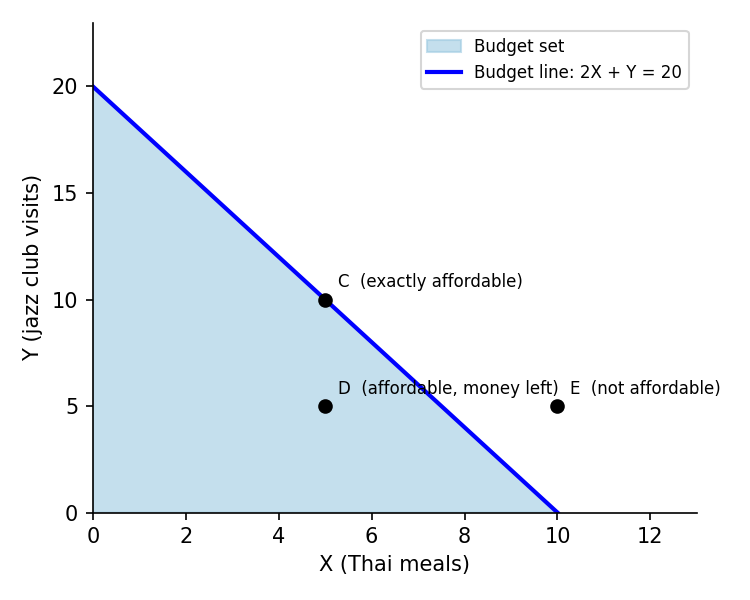 Budget set
Budget line: 2X + Y = 20
20
15
10
5
0
Y (jazz club visits)
C (exactly affordable)
D (affordable, money left)
E (not affordable)
0
2
4
6
8
10
12
X (Thai meals)